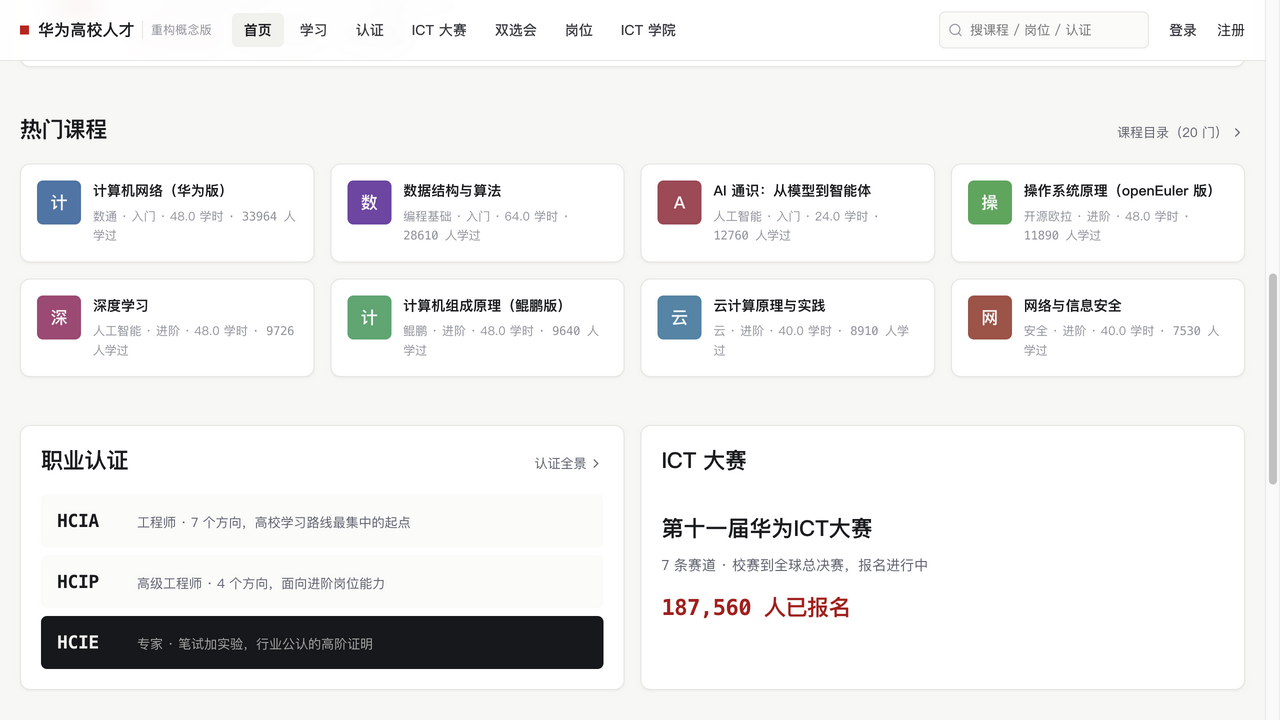 华为高校人才 重构概念版 首页 学习 认证 ICT 大赛 双选会 岗位 ICT 学院 搜课程 / 岗位 / 认证 登录 注册
热门课程 课程目录（20 门）
计 计算机网络（华为版）
数通 · 入门 · 48.0 学时 · 33964 人
学过
数 数据结构与算法
编程基础 · 入门 · 64.0 学时 ·
28610 人学过
A AI 通识：从模型到智能体
人工智能 · 入门 · 24.0 学时 ·
12760 人学过
操 操作系统原理（openEuler 版）
开源欧拉 · 进阶 · 48.0 学时 ·
11890 人学过
深 深度学习
人工智能 · 进阶 · 48.0 学时 · 9726
人学过
计 计算机组成原理（鲲鹏版）
鲲鹏 · 进阶 · 48.0 学时 · 9640 人
学过
云 云计算原理与实践
云 · 进阶 · 40.0 学时 · 8910 人学
过
网 网络与信息安全
安全 · 进阶 · 40.0 学时 · 7530 人
学过
职业认证 认证全景
HCIA 工程师 · 7 个方向，高校学习路线最集中的起点
HCIP 高级工程师 · 4 个方向，面向进阶岗位能力
HCIE 专家 · 笔试加实验，行业公认的高阶证明
ICT 大赛
第十一届华为ICT大赛
7 条赛道 · 校赛到全球总决赛，报名进行中
187,560 人已报名